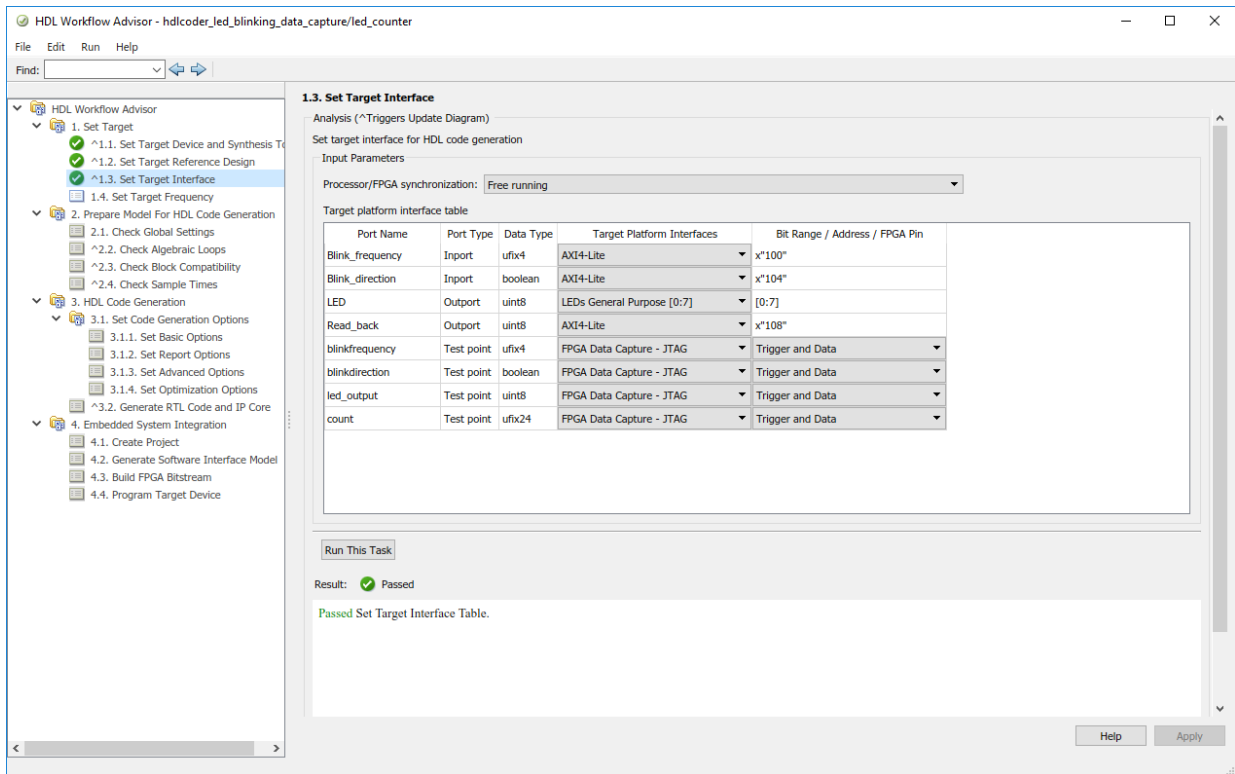 HDL Workflow Advisor - hdlcoder_led_blinking_data_capture/led_counter
File Edit Run Help
Find:
HDL Workflow Advisor
1. Set Target
^1.1. Set Target Device and Synthesis To
^1.2. Set Target Reference Design
^1.3. Set Target Interface
1.4. Set Target Frequency
2. Prepare Model For HDL Code Generation
2.1. Check Global Settings
^2.2. Check Algebraic Loops
^2.3. Check Block Compatibility
^2.4. Check Sample Times
3. HDL Code Generation
3.1. Set Code Generation Options
3.1.1. Set Basic Options
3.1.2. Set Report Options
3.1.3. Set Advanced Options
3.1.4. Set Optimization Options
^3.2. Generate RTL Code and IP Core
4. Embedded System Integration
4.1. Create Project
4.2. Generate Software Interface Model
4.3. Build FPGA Bitstream
4.4. Program Target Device
1.3. Set Target Interface
Analysis (^Triggers Update Diagram)
Set target interface for HDL code generation
Input Parameters
Processor/FPGA synchronization: Free running
Target platform interface table
Port Name Port Type Data Type Target Platform Interfaces Bit Range / Address / FPGA Pin
Blink_frequency Inport ufix4 AXI4-Lite x"100"
Blink_direction Inport boolean AXI4-Lite x"104"
LED Outport uint8 LEDs General Purpose [0:7] [0:7]
Read_back Outport uint8 AXI4-Lite x"108"
blinkfrequency Test point ufix4 FPGA Data Capture - JTAG Trigger and Data
blinkdirection Test point boolean FPGA Data Capture - JTAG Trigger and Data
led_output Test point uint8 FPGA Data Capture - JTAG Trigger and Data
count Test point ufix24 FPGA Data Capture - JTAG Trigger and Data
Run This Task
Result: Passed
Passed Set Target Interface Table.
Help Apply